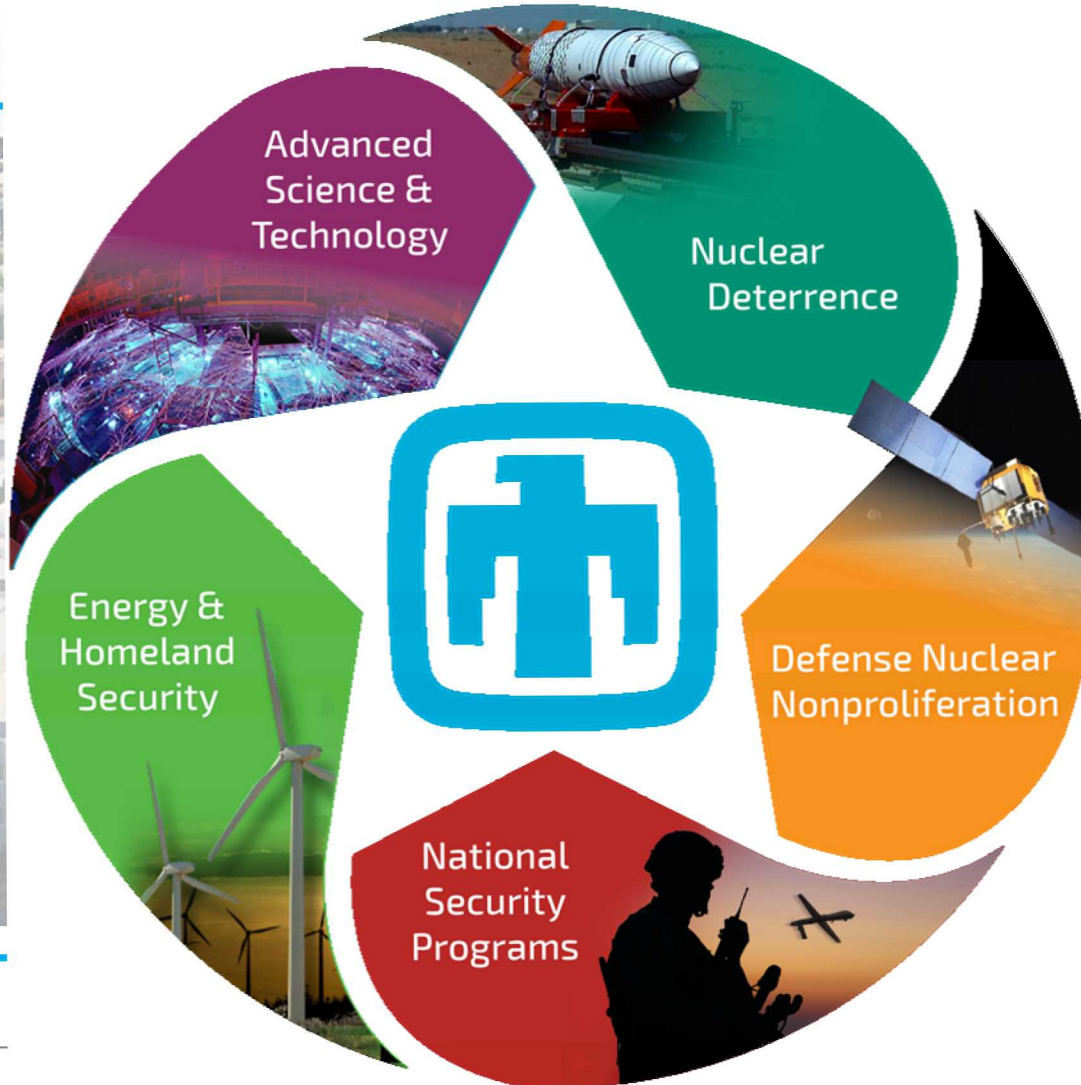 Advanced
Science &
Technology
Nuclear
Deterrence
Energy &
Homeland
Security
Defense Nuclear
Nonproliferation
National
Security
Programs